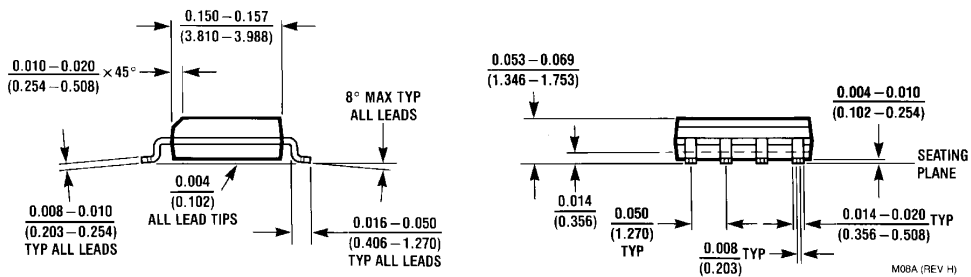 0.150 – 0.157
(3.810 – 3.988)
0.010 – 0.020
(0.254 – 0.508)
× 45°
8° MAX TYP
ALL LEADS
0.004
(0.102)
ALL LEAD TIPS
0.008 – 0.010
(0.203 – 0.254)
TYP ALL LEADS
0.016 – 0.050
(0.406 – 1.270)
TYP ALL LEADS
0.053 – 0.069
(1.346 – 1.753)
0.004 – 0.010
(0.102 – 0.254)
SEATING
PLANE
0.014
(0.356)
0.050
(1.270)
TYP
0.014 – 0.020
(0.356 – 0.508)
TYP
0.008
(0.203)
TYP
M08A (REV H)